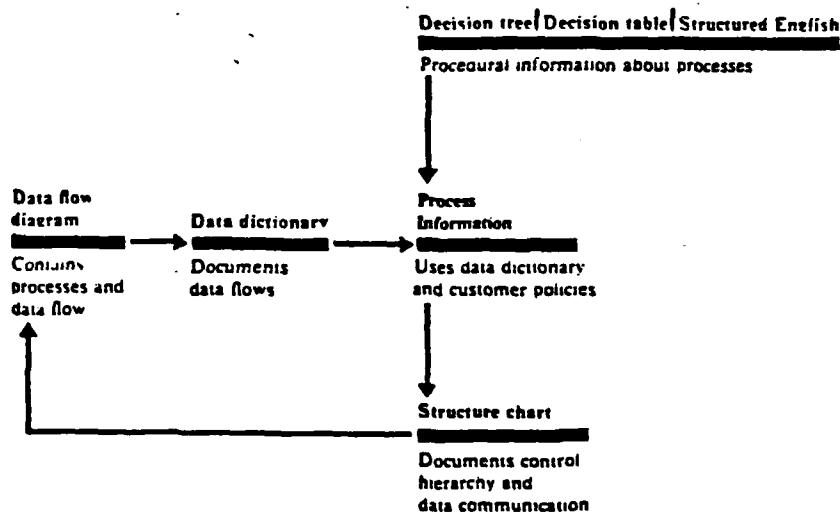 Decision tree/Decision table/Structured English
Procedural information about processes
Data flow
diagram
Contains
processes and
data flow
Data dictionary
Documents
data flows
Process
Information
Uses data dictionary
and customer policies
Structure chart
Documents control
hierarchy and
data communication